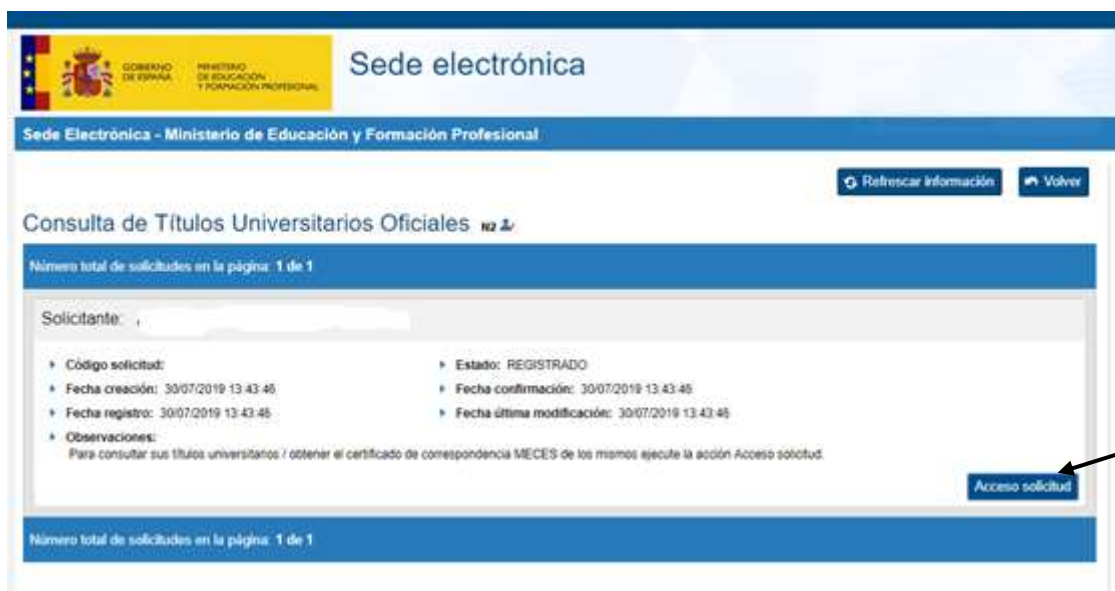 GOBIERNO
DE ESPAÑA
MINISTERIO
DE EDUCACIÓN
Y FORMACIÓN PROFESIONAL
Sede electrónica
Sede Electrónica - Ministerio de Educación y Formación Profesional
Refrescar información
Volver
Consulta de Títulos Universitarios Oficiales N2
Número total de solicitudes en la página: 1 de 1
Solicitante:
Código solicitud:
Estado: REGISTRADO
Fecha creación: 30/07/2019 13:43:46
Fecha confirmación: 30/07/2019 13:43:46
Fecha registro: 30/07/2019 13:43:46
Fecha última modificación: 30/07/2019 13:43:46
Observaciones:
Para consultar sus títulos universitarios / obtener el certificado de correspondencia MECES de los mismos ejecute la acción Acceso solicitud.
Acceso solicitud
Número total de solicitudes en la página: 1 de 1